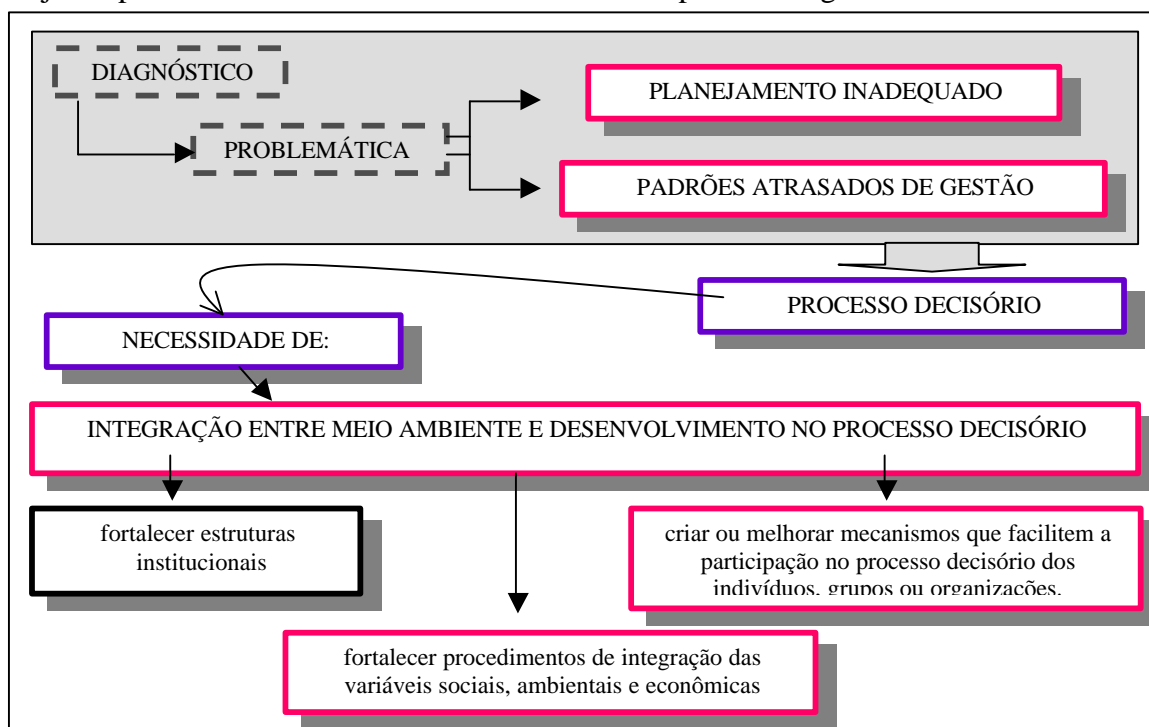 DIAGNÓSTICO
PLANEJAMENTO INADEQUADO
PROBLEMÁTICA
PADRÕES ATRASADOS DE GESTÃO
PROCESSO DECISÓRIO
NECESSIDADE DE:
INTEGRAÇÃO ENTRE MEIO AMBIENTE E DESENVOLVIMENTO NO PROCESSO DECISÓRIO
fortalecer estruturas
institucionais
criar ou melhorar mecanismos que facilitem a
participação no processo decisório dos
indivíduos, grupos ou organizações.
fortalecer procedimentos de integração das
variáveis sociais, ambientais e econômicas